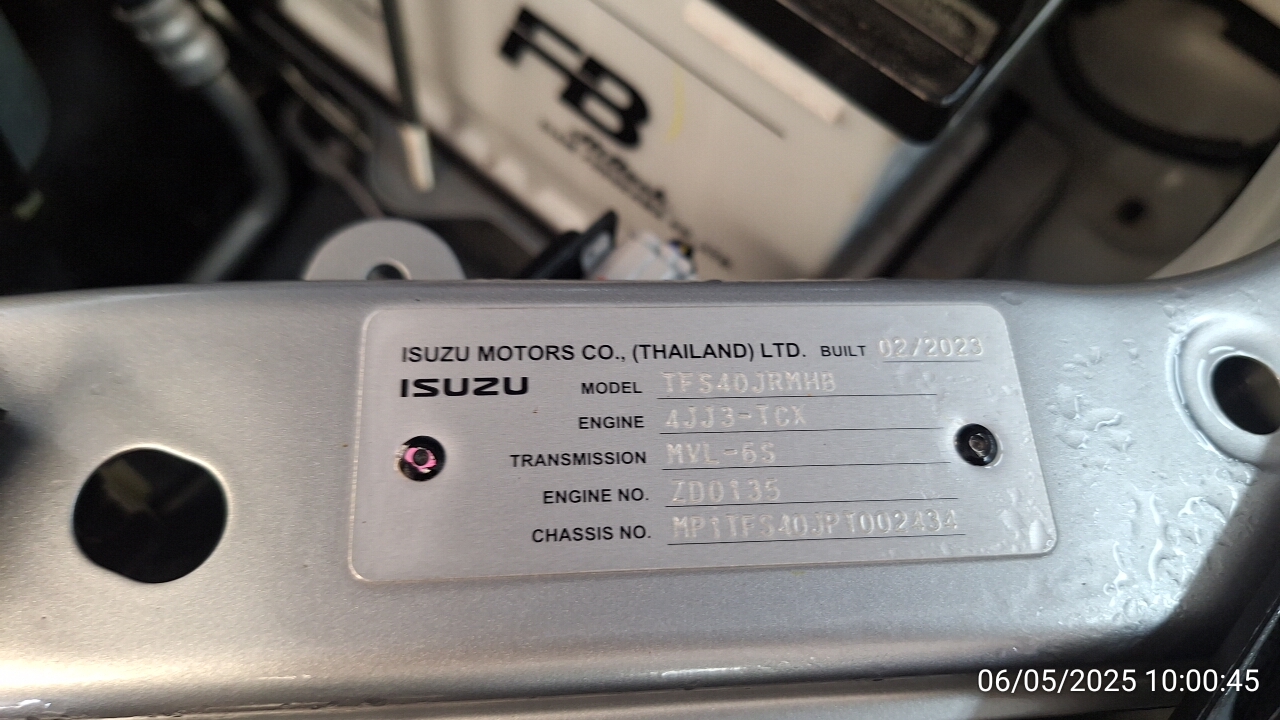 FB
ISUZU MOTORS CO., (THAILAND) LTD. BUILT 02/2023
ISUZU MODEL TFS40JRMHB
ENGINE 4JJ3-TCX
TRANSMISSION MVL-6S
ENGINE NO. ZD0135
CHASSIS NO. MP1TFS40JPT002434
06/05/2025 10:00:45